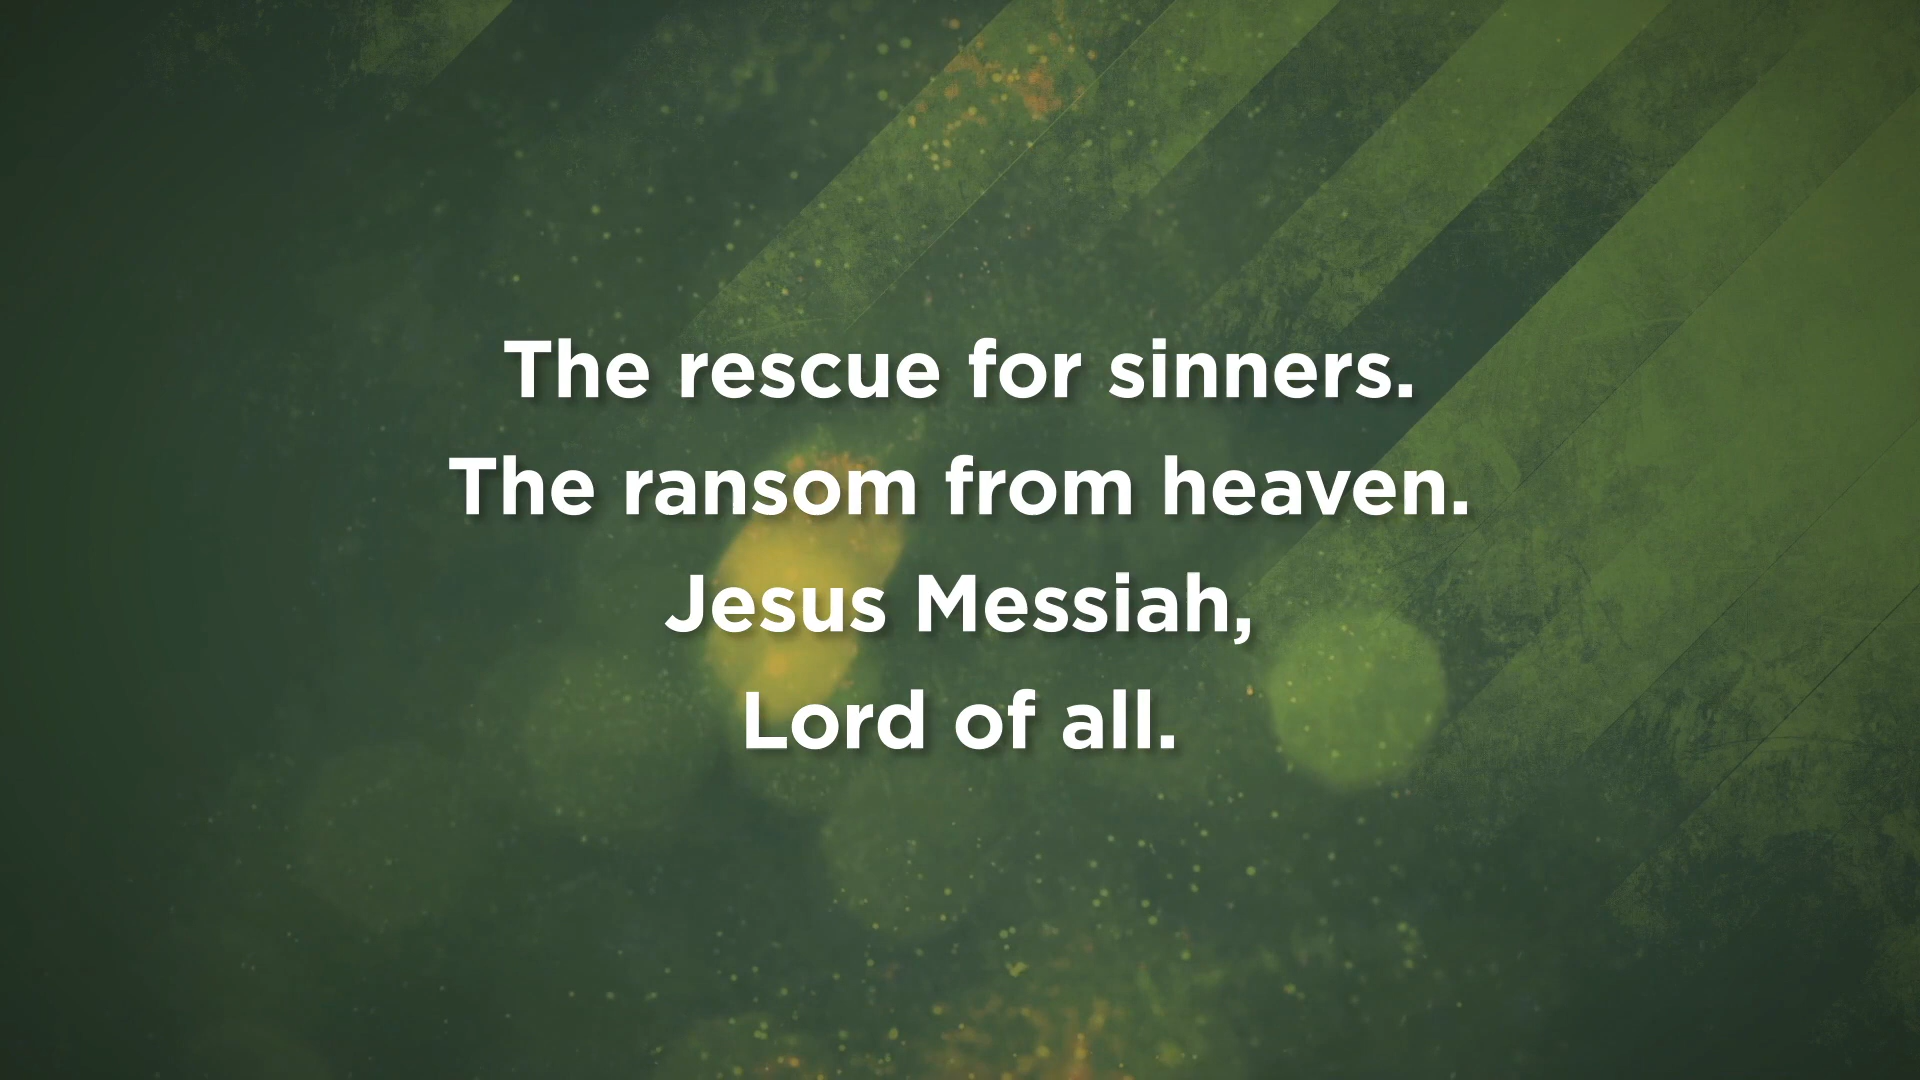 The rescue for sinners.
The ransom from heaven.
Jesus Messiah,
Lord of all.